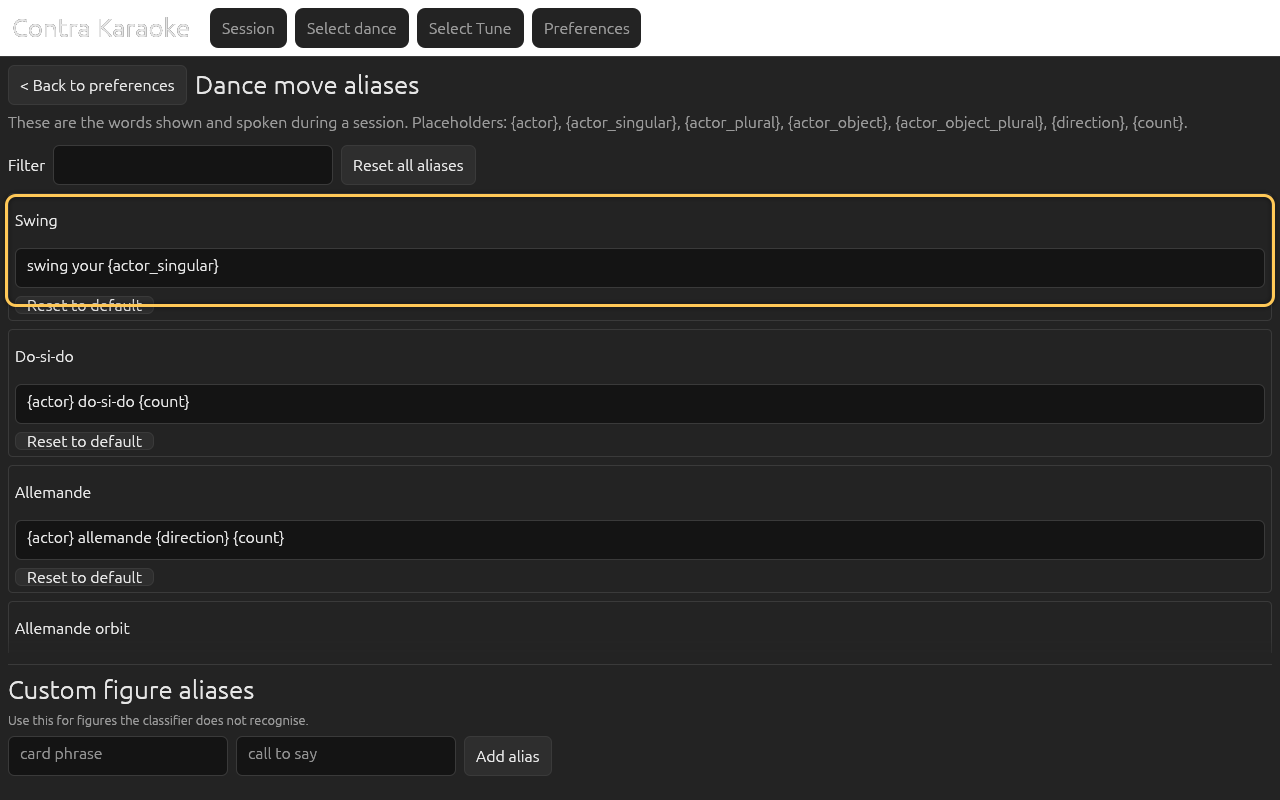 Contra Karaoke
Session
Select dance
Select Tune
Preferences
< Back to preferences
Dance move aliases
These are the words shown and spoken during a session. Placeholders: {actor}, {actor_singular}, {actor_plural}, {actor_object}, {actor_object_plural}, {direction}, {count}.
Filter
Reset all aliases
Swing
swing your {actor_singular}
Reset to default
Do-si-do
{actor} do-si-do {count}
Reset to default
Allemande
{actor} allemande {direction} {count}
Reset to default
Allemande orbit
Custom figure aliases
Use this for figures the classifier does not recognise.
card phrase
call to say
Add alias